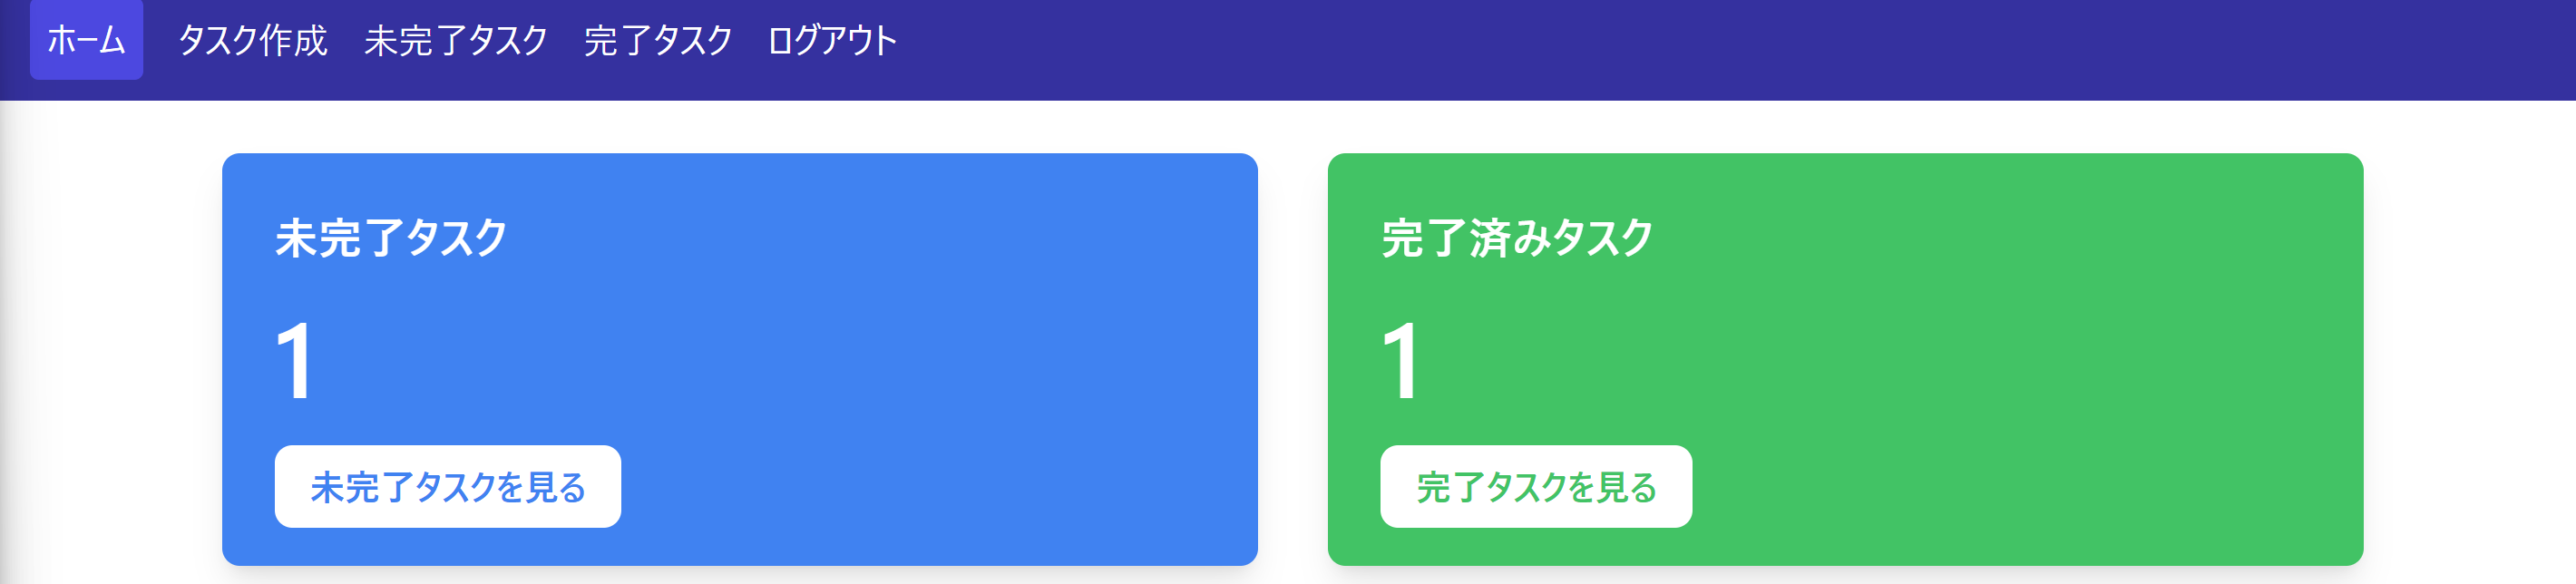 ホーム タスク作成 未完了タスク 完了タスク ログアウト
未完了タスク
1
未完了タスクを見る
完了済みタスク
1
完了タスクを見る